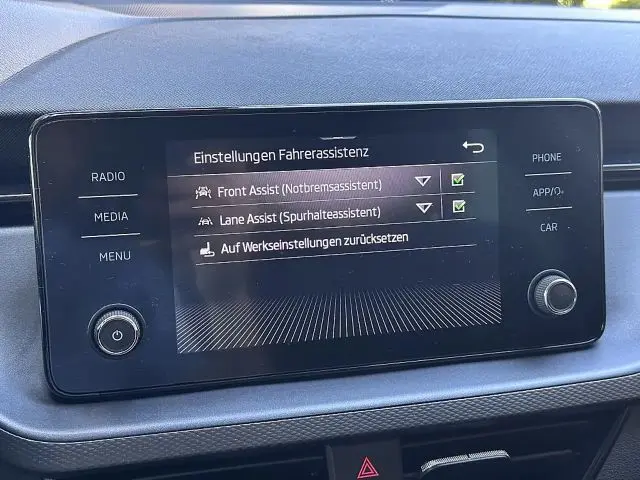 RADIO
MEDIA
MENU
Einstellungen Fahrerassistenz
Front Assist (Notbremsassistent)
Lane Assist (Spurhalteassistent)
Auf Werkseinstellungen zurücksetzen
PHONE
APP/
CAR